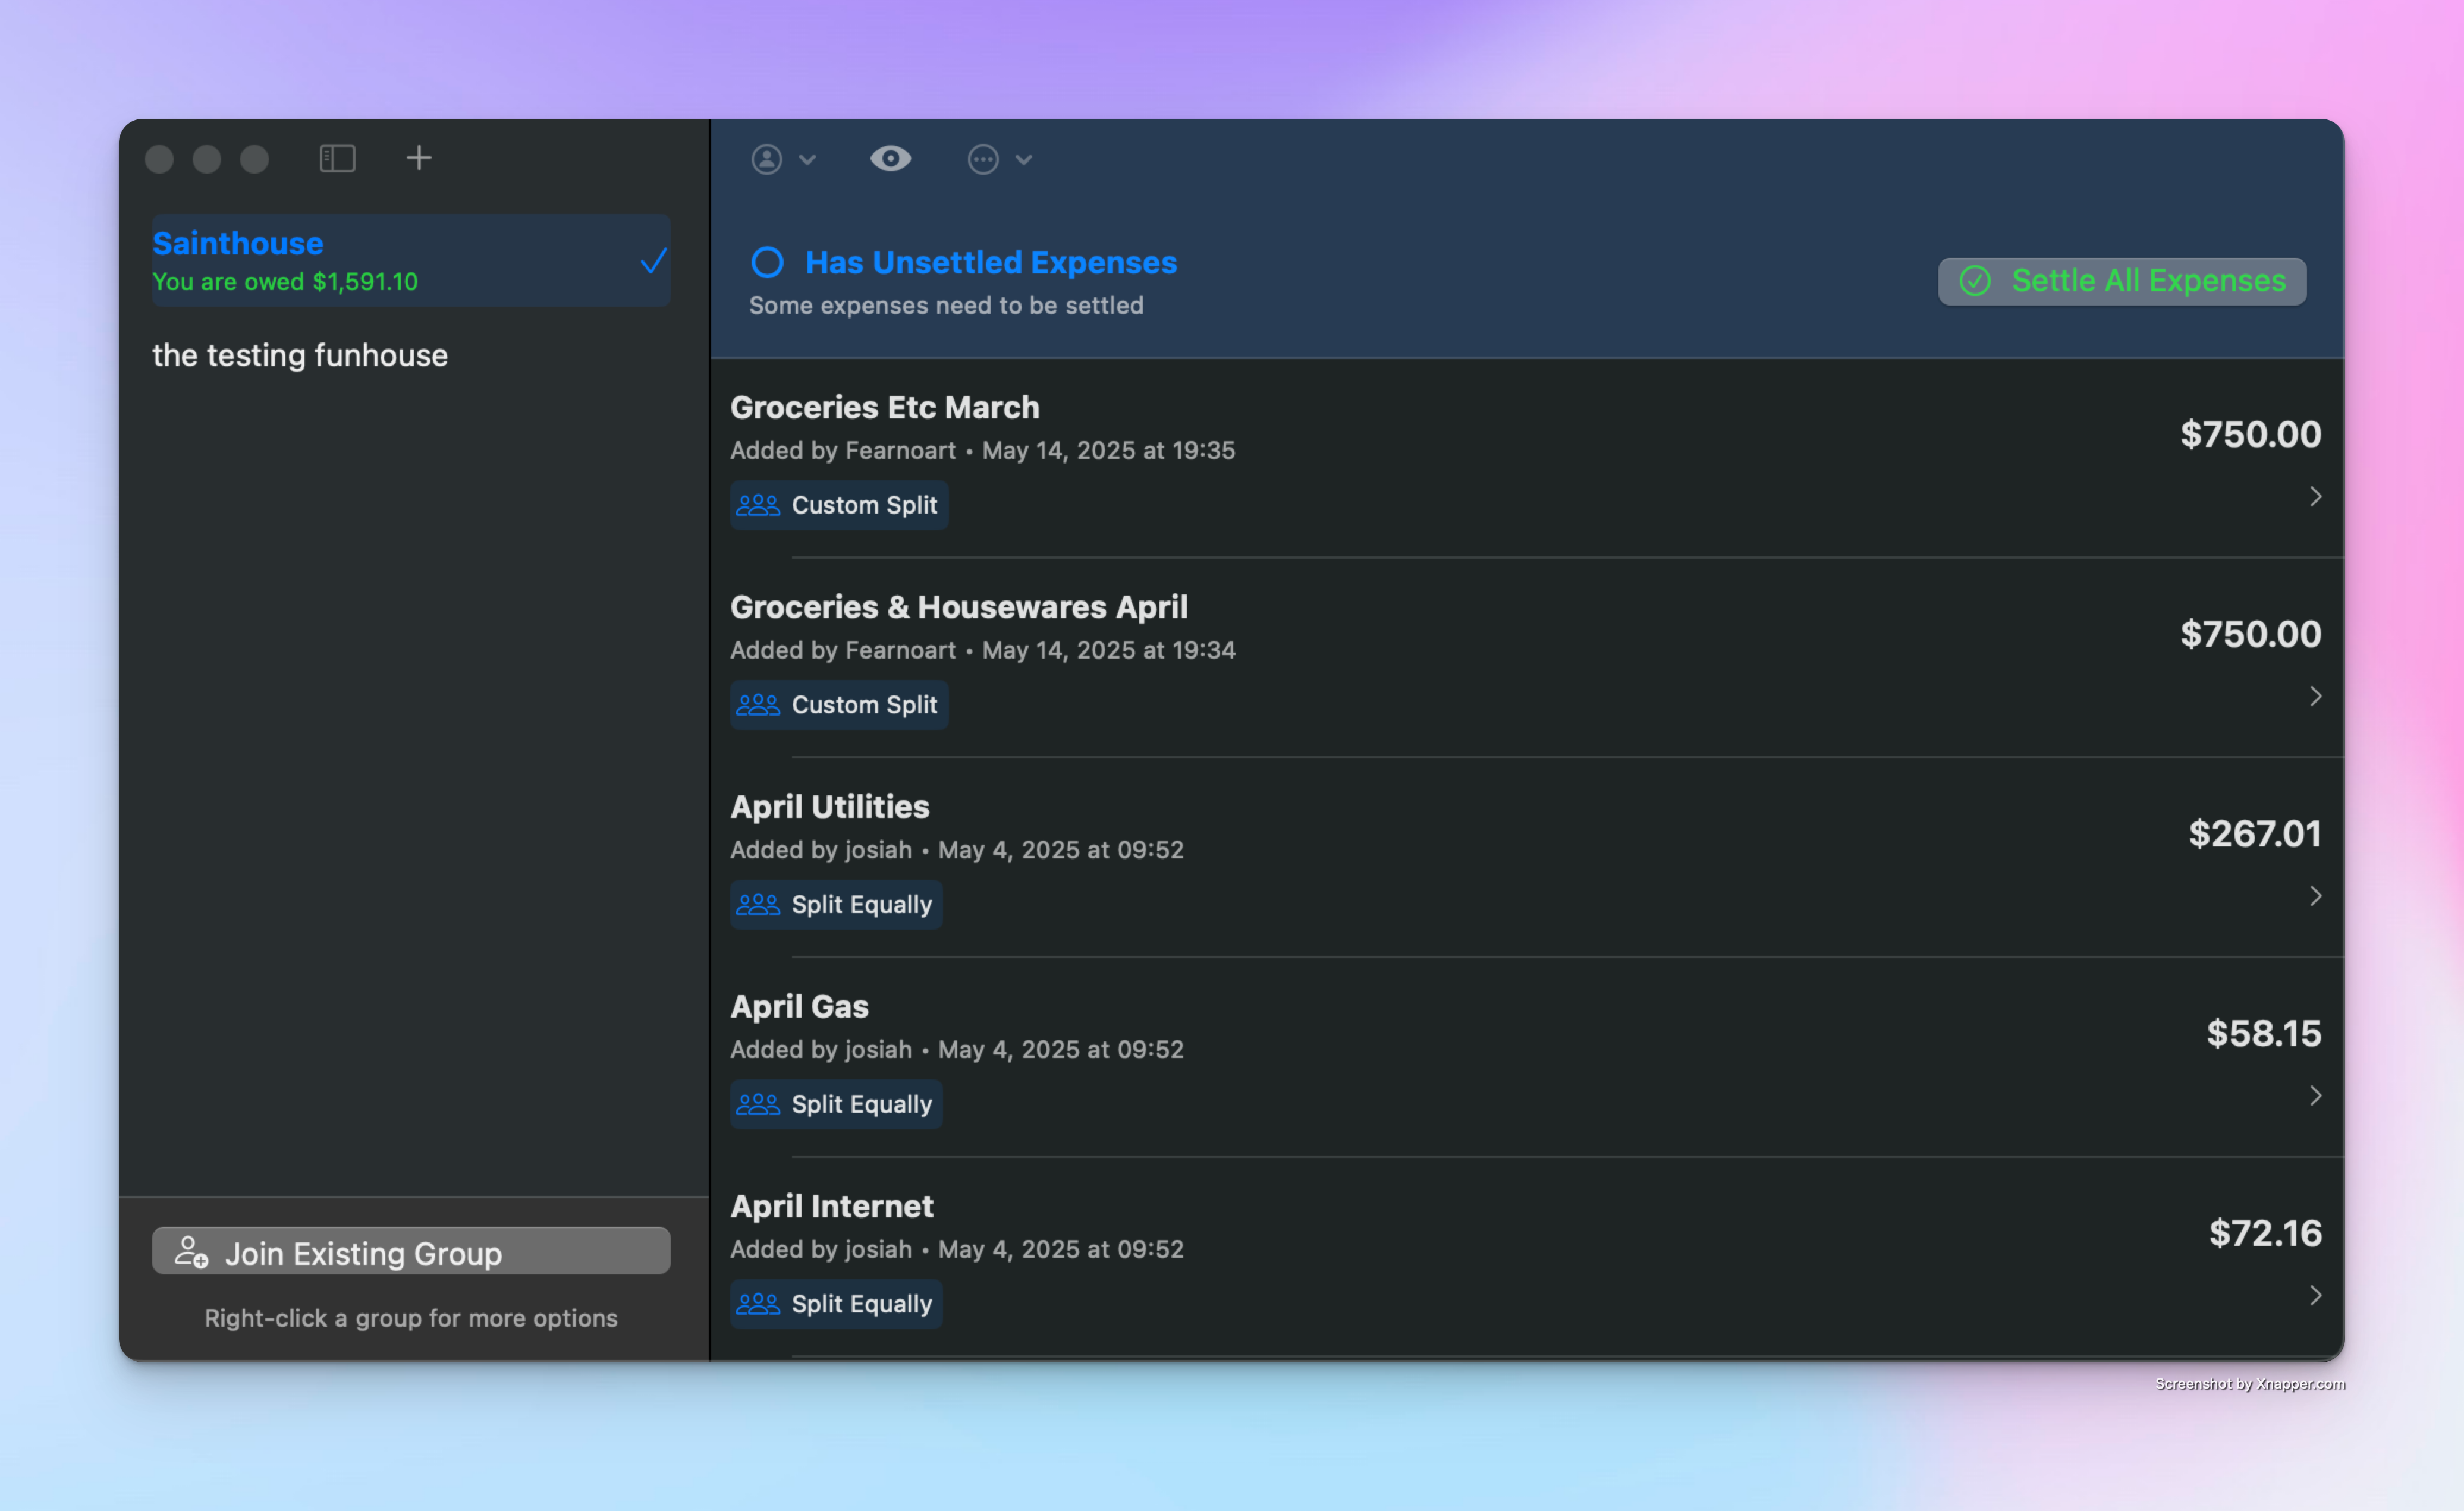 Sainthouse
You are owed $1,591.10
the testing funhouse
Join Existing Group
Right-click a group for more options
Has Unsettled Expenses
Some expenses need to be settled
Settle All Expenses
Groceries Etc March
$750.00
Added by Fearnoart • May 14, 2025 at 19:35
Custom Split
Groceries & Housewares April
$750.00
Added by Fearnoart • May 14, 2025 at 19:34
Custom Split
April Utilities
$267.01
Added by josiah • May 4, 2025 at 09:52
Split Equally
April Gas
$58.15
Added by josiah • May 4, 2025 at 09:52
Split Equally
April Internet
$72.16
Added by josiah • May 4, 2025 at 09:52
Split Equally
Screenshot by Xnapper.com